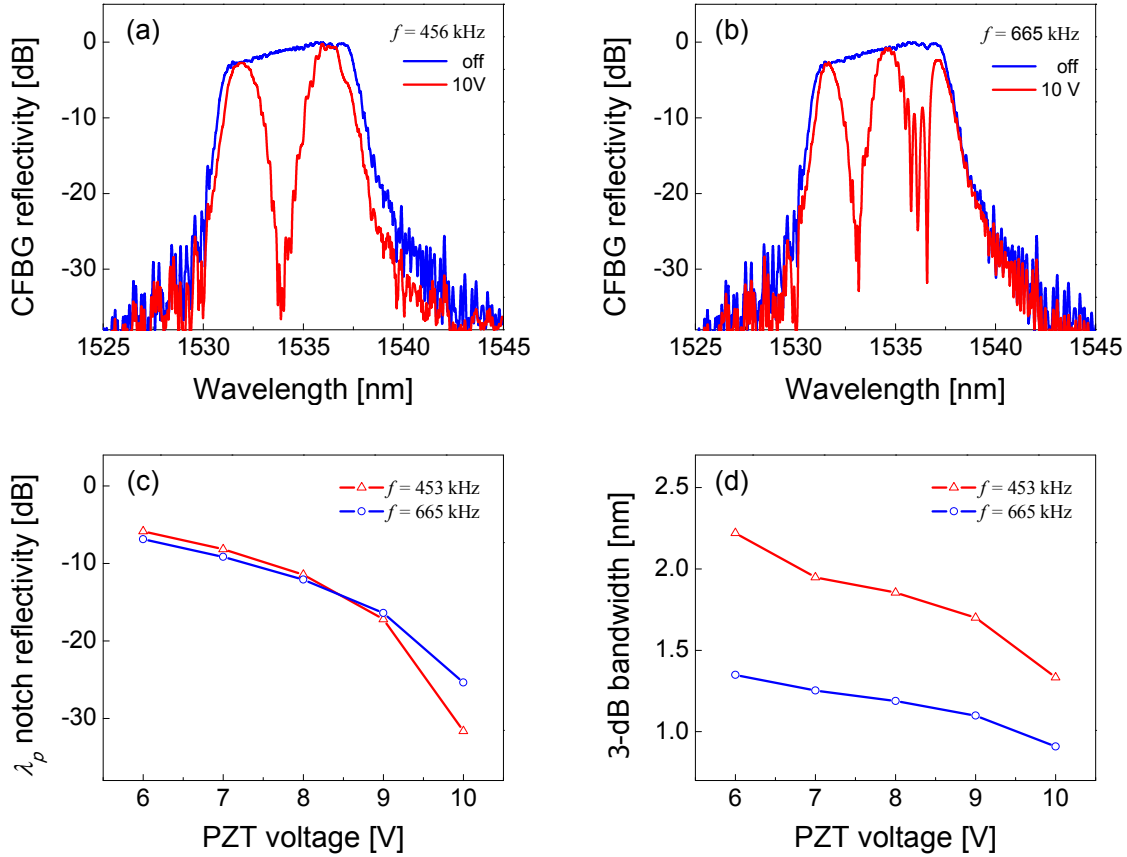 (a)
f = 456 kHz
off
10V
CFBG reflectivity [dB]
0
-10
-20
-30
1525 1530 1535 1540 1545
Wavelength [nm]
(b)
f = 665 kHz
off
10 V
CFBG reflectivity [dB]
0
-10
-20
-30
1525 1530 1535 1540 1545
Wavelength [nm]
(c)
f = 453 kHz
f = 665 kHz
λp notch reflectivity [dB]
0
-10
-20
-30
6 7 8 9 10
PZT voltage [V]
(d)
f = 453 kHz
f = 665 kHz
3-dB bandwidth [nm]
2.5
2.0
1.5
1.0
6 7 8 9 10
PZT voltage [V]